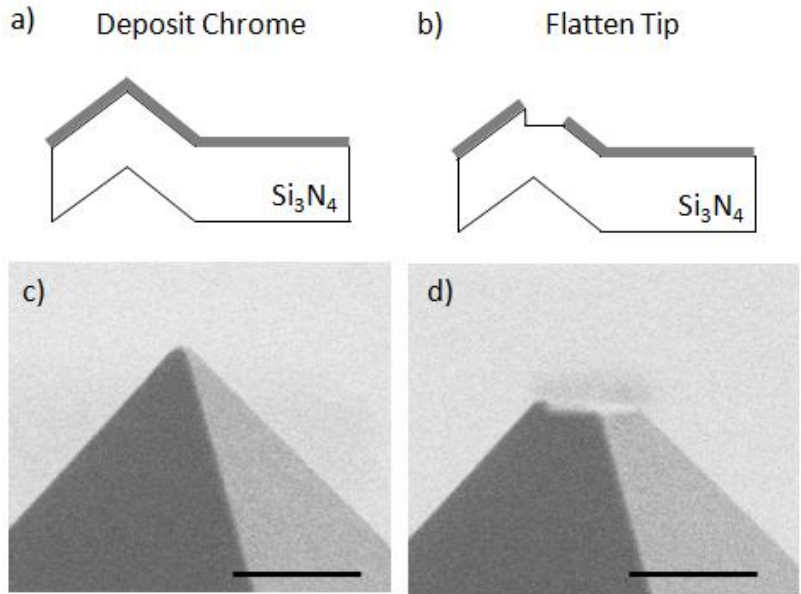 a) Deposit Chrome
b) Flatten Tip
Si₃N₄
Si₃N₄
c)
d)